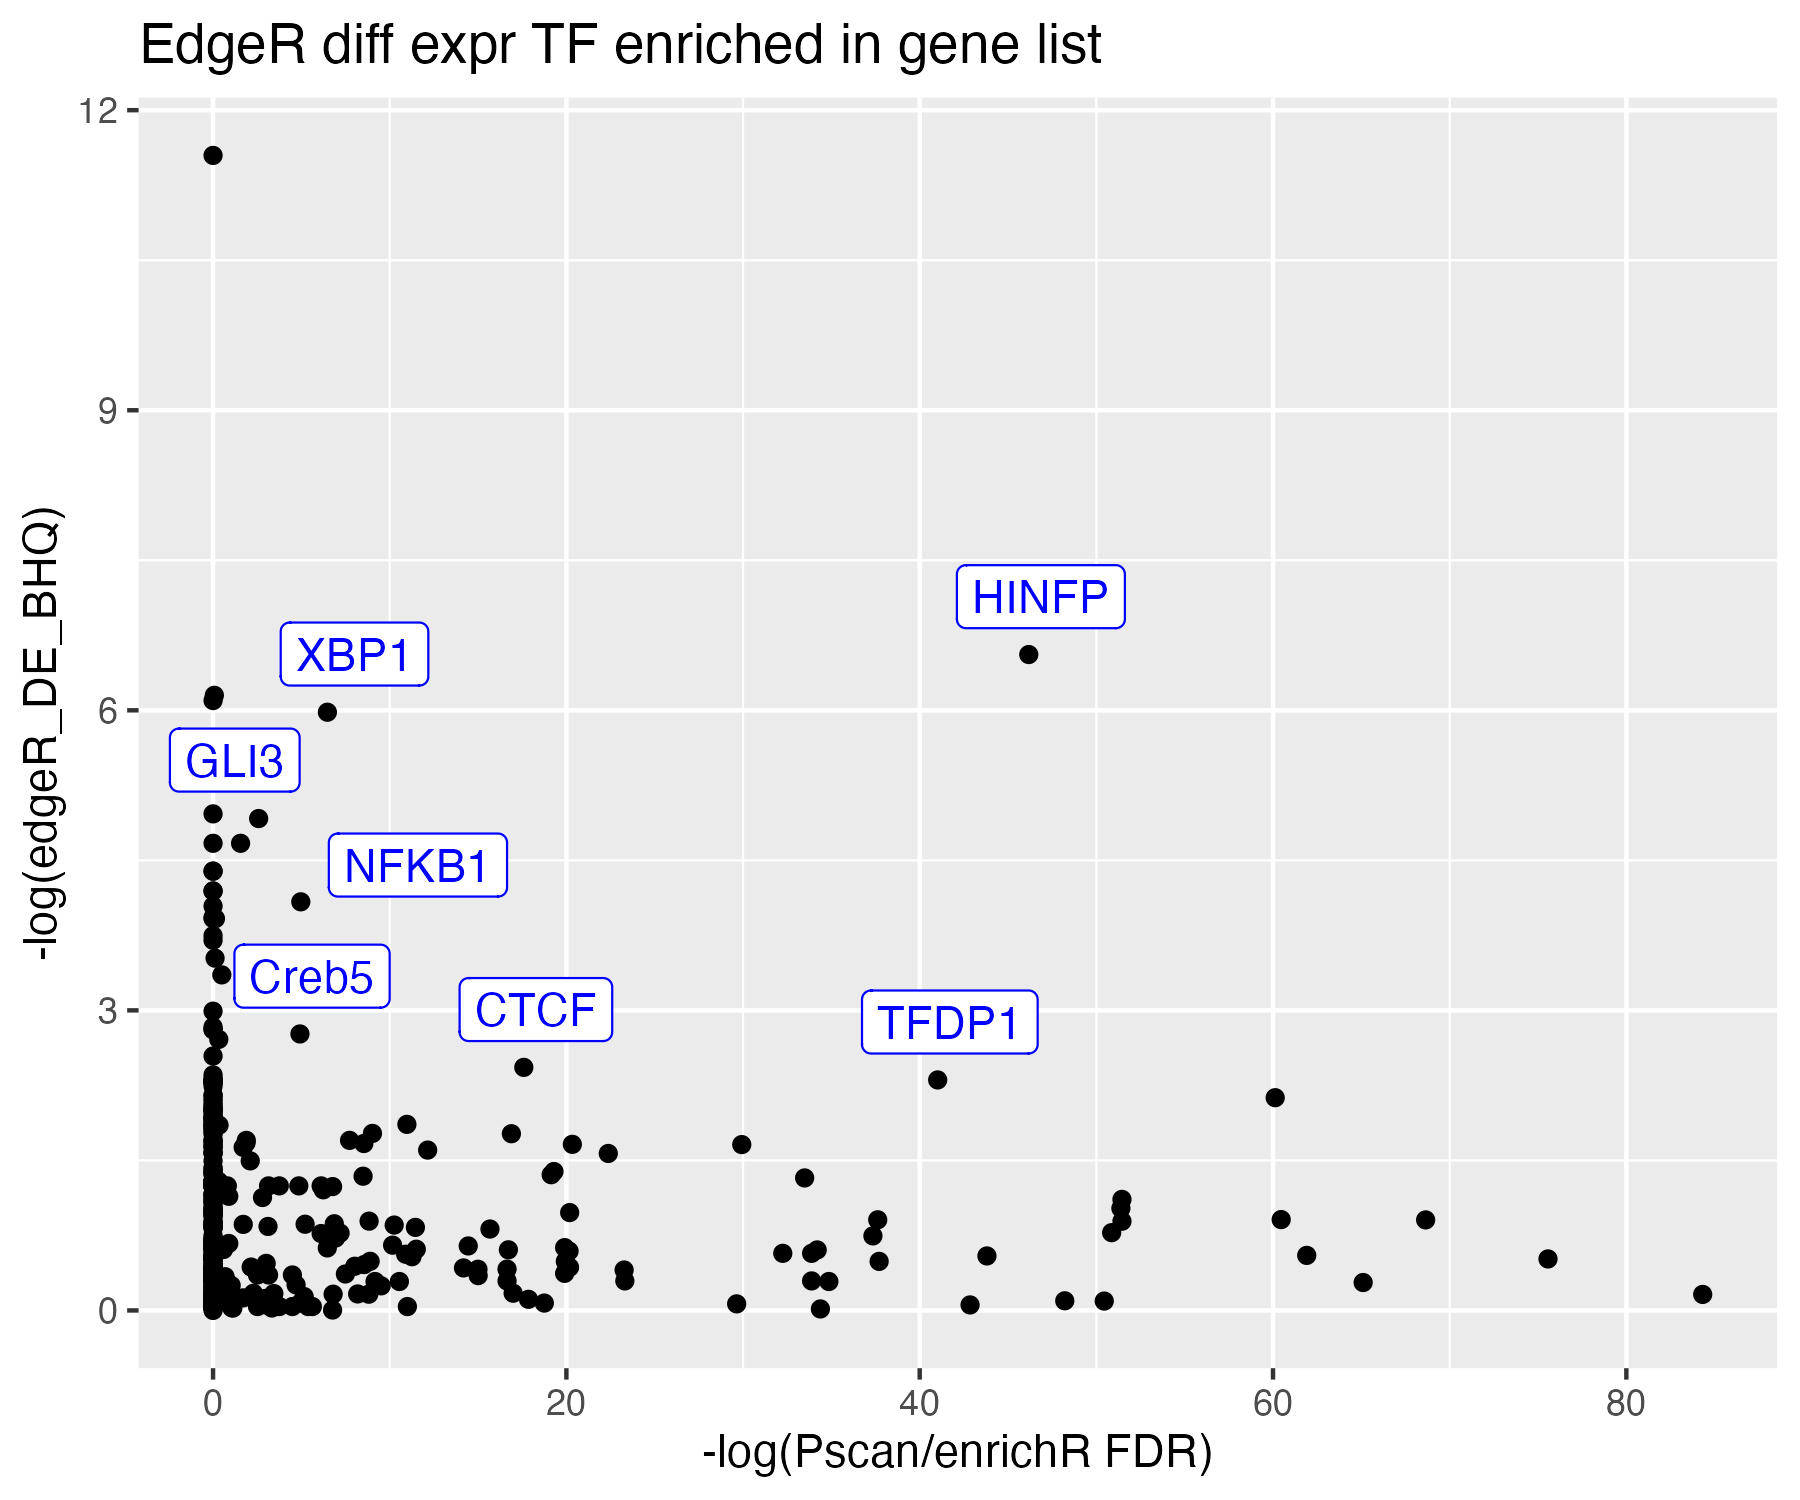 EdgeR diff expr TF enriched in gene list
12
9
6
3
0
-log(edgeR_DE_BHQ)
HINFP
XBP1
GLI3
NFKB1
Creb5
CTCF
TFDP1
0 20 40 60 80
-log(Pscan/enrichR FDR)